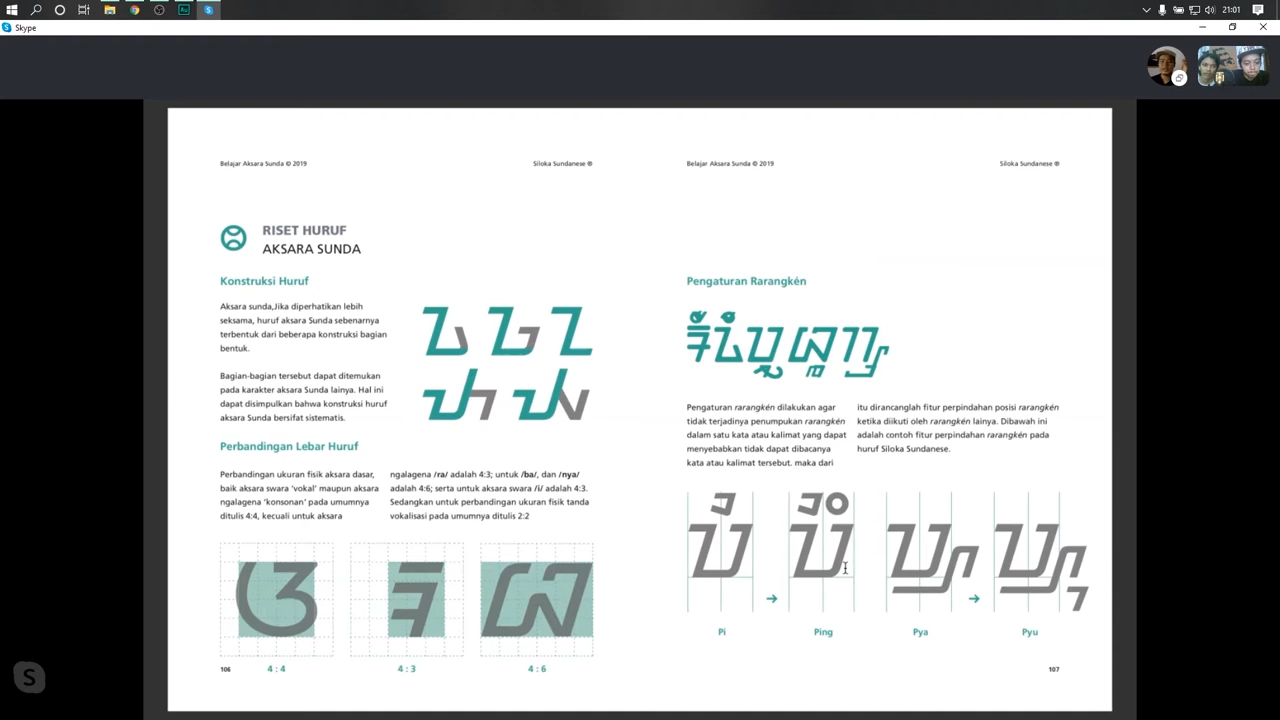 21:01
Skype
Belajar Aksara Sunda © 2019
Siloka Sundanese ®
RISET HURUF
AKSARA SUNDA
Konstruksi Huruf
Aksara sunda,Jika diperhatikan lebih
seksama, huruf aksara Sunda sebenarnya
terbentuk dari beberapa konstruksi bagian
bentuk.
Bagian-bagian tersebut dapat ditemukan
pada karakter aksara Sunda lainya. Hal ini
dapat disimpulkan bahwa konstruksi huruf
aksara Sunda bersifat sistematis.
Perbandingan Lebar Huruf
Perbandingan ukuran fisik aksara dasar,
baik aksara swara 'vokal' maupun aksara
ngalagena 'konsonan' pada umumnya
ditulis 4:4, kecuali untuk aksara
ngalagena /ra/ adalah 4:3; untuk /ba/, dan /nya/
adalah 4:6; serta untuk aksara swara /i/ adalah 4:3.
Sedangkan untuk perbandingan ukuran fisik tanda
vokalisasi pada umumnya ditulis 2:2
4 : 4
4 : 3
4 : 6
106
Belajar Aksara Sunda © 2019
Siloka Sundanese ®
Pengaturan Rarangkén
Pengaturan rarangkén dilakukan agar
tidak terjadinya penumpukan rarangkén
dalam satu kata atau kalimat yang dapat
menyebabkan tidak dapat dibacanya
kata atau kalimat tersebut. maka dari
itu dirancanglah fitur perpindahan posisi rarangkén
ketika diikuti oleh rarangkén lainya. Dibawah ini
adalah contoh fitur perpindahan rarangkén pada
huruf Siloka Sundanese.
Pi
Ping
Pya
Pyu
107